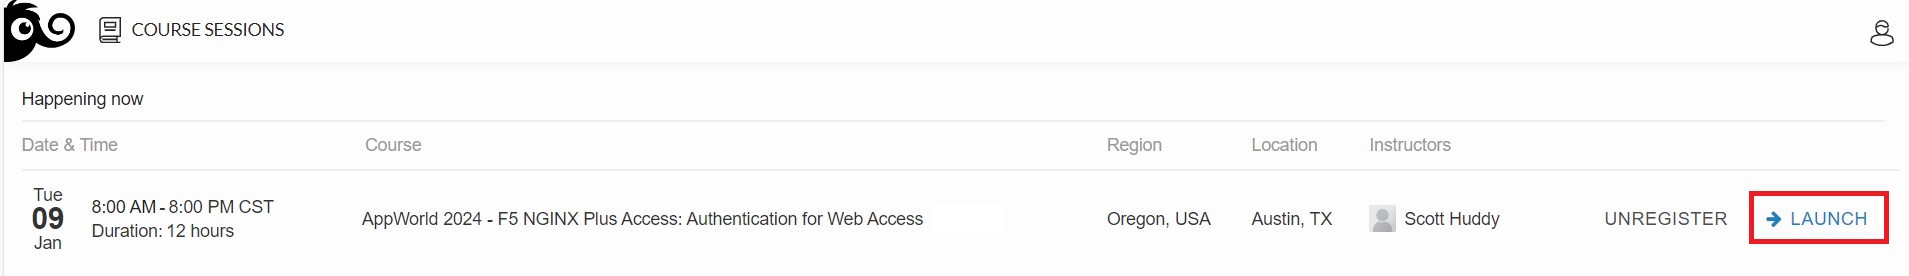 COURSE SESSIONS
Happening now
Date & Time Course Region Location Instructors
Tue
09
Jan
8:00 AM - 8:00 PM CST
Duration: 12 hours
AppWorld 2024 - F5 NGINX Plus Access: Authentication for Web Access
Oregon, USA
Austin, TX
Scott Huddy
UNREGISTER
LAUNCH